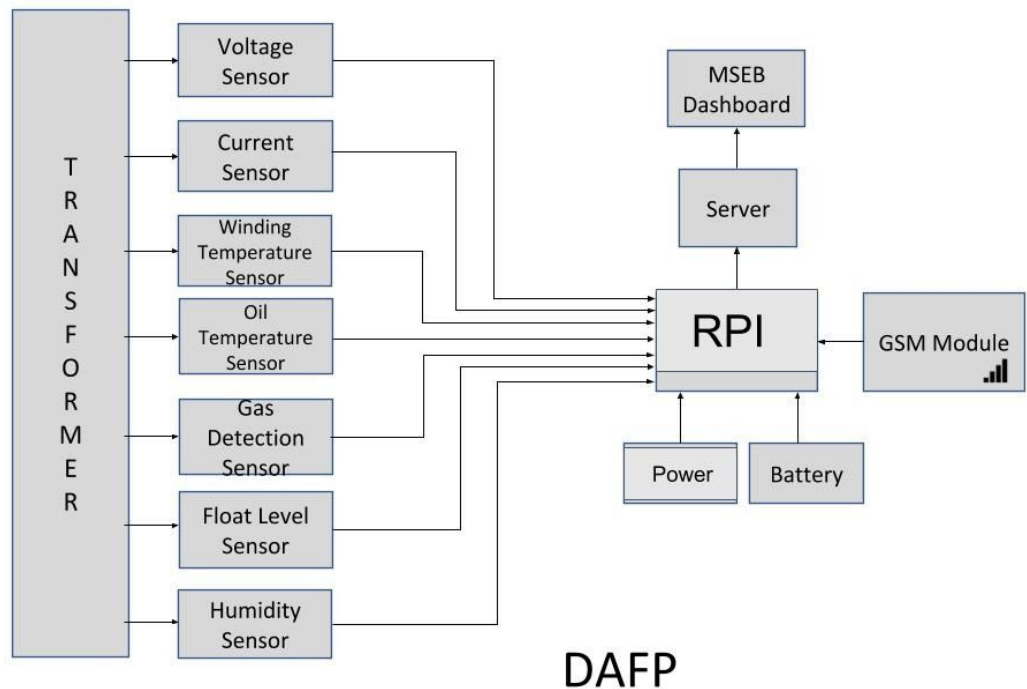 TRANSFORMER
Voltage
Sensor
Current
Sensor
Winding
Temperature
Sensor
Oil
Temperature
Sensor
Gas
Detection
Sensor
Float Level
Sensor
Humidity
Sensor
MSEB
Dashboard
Server
RPI
GSM Module
Power
Battery
DAFP